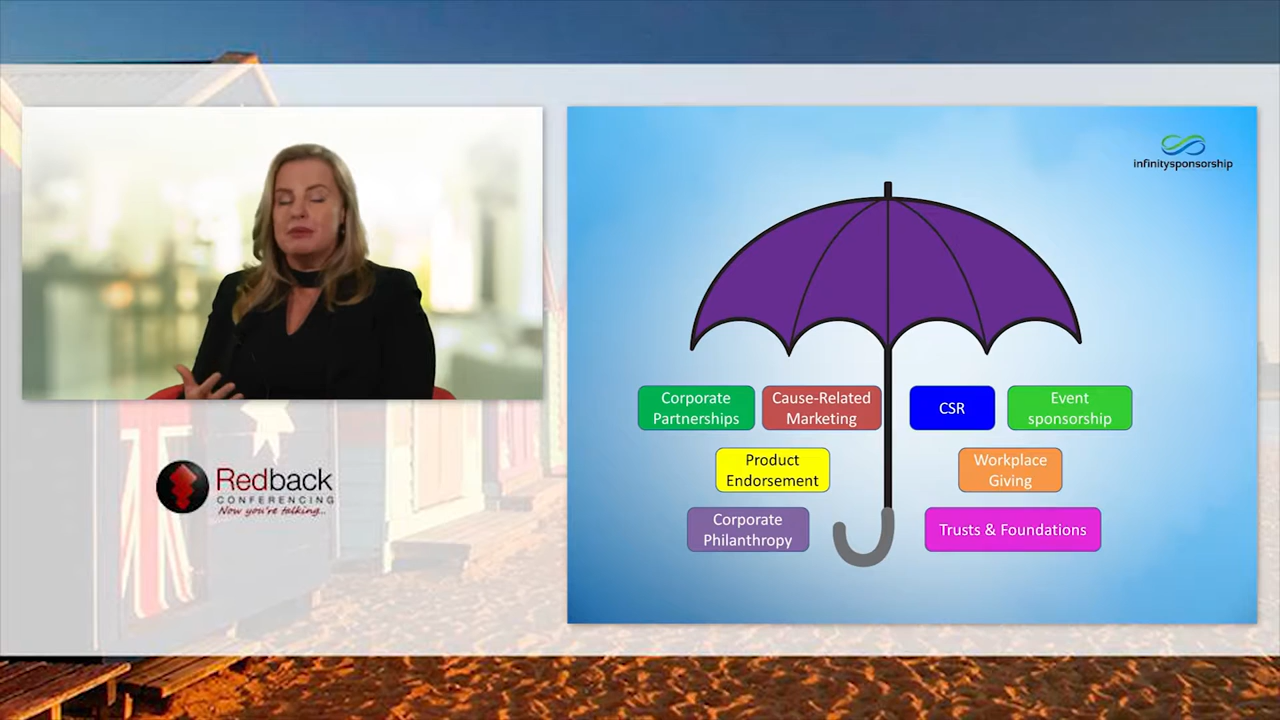 infinitysponsorship
Corporate
Partnerships
Cause-Related
Marketing
CSR
Event
sponsorship
Product
Endorsement
Workplace
Giving
Corporate
Philanthropy
Trusts & Foundations
Redback
CONFERENCING
Now you're talking...